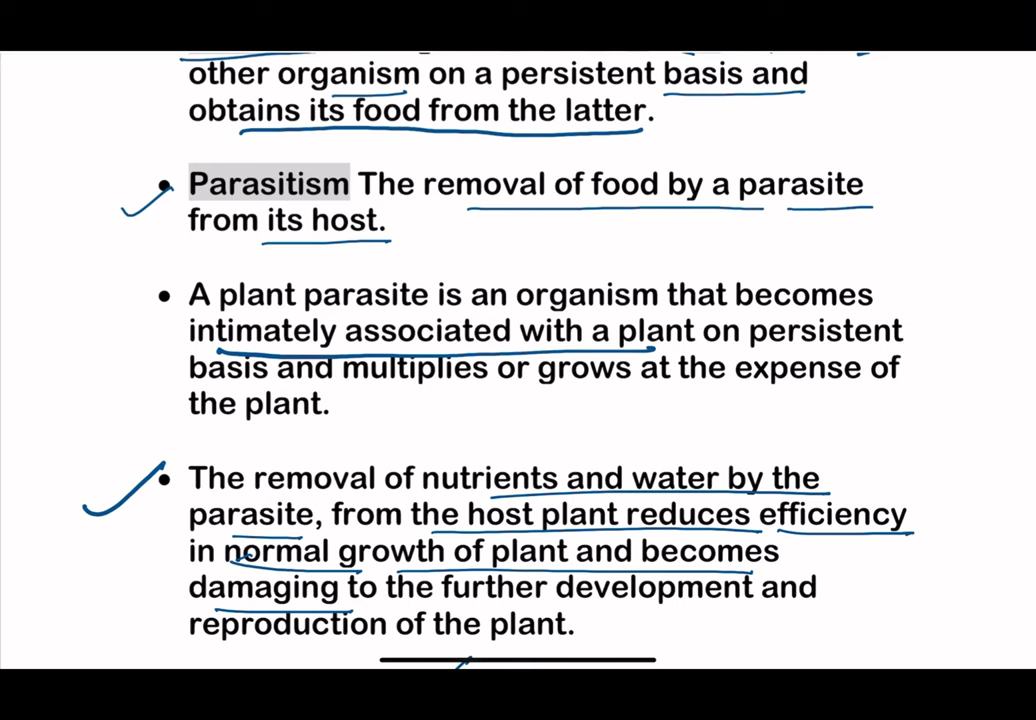 other organism on a persistent basis and
obtains its food from the latter.
• Parasitism The removal of food by a parasite
from its host.
• A plant parasite is an organism that becomes
intimately associated with a plant on persistent
basis and multiplies or grows at the expense of
the plant.
• The removal of nutrients and water by the
parasite, from the host plant reduces efficiency
in normal growth of plant and becomes
damaging to the further development and
reproduction of the plant.